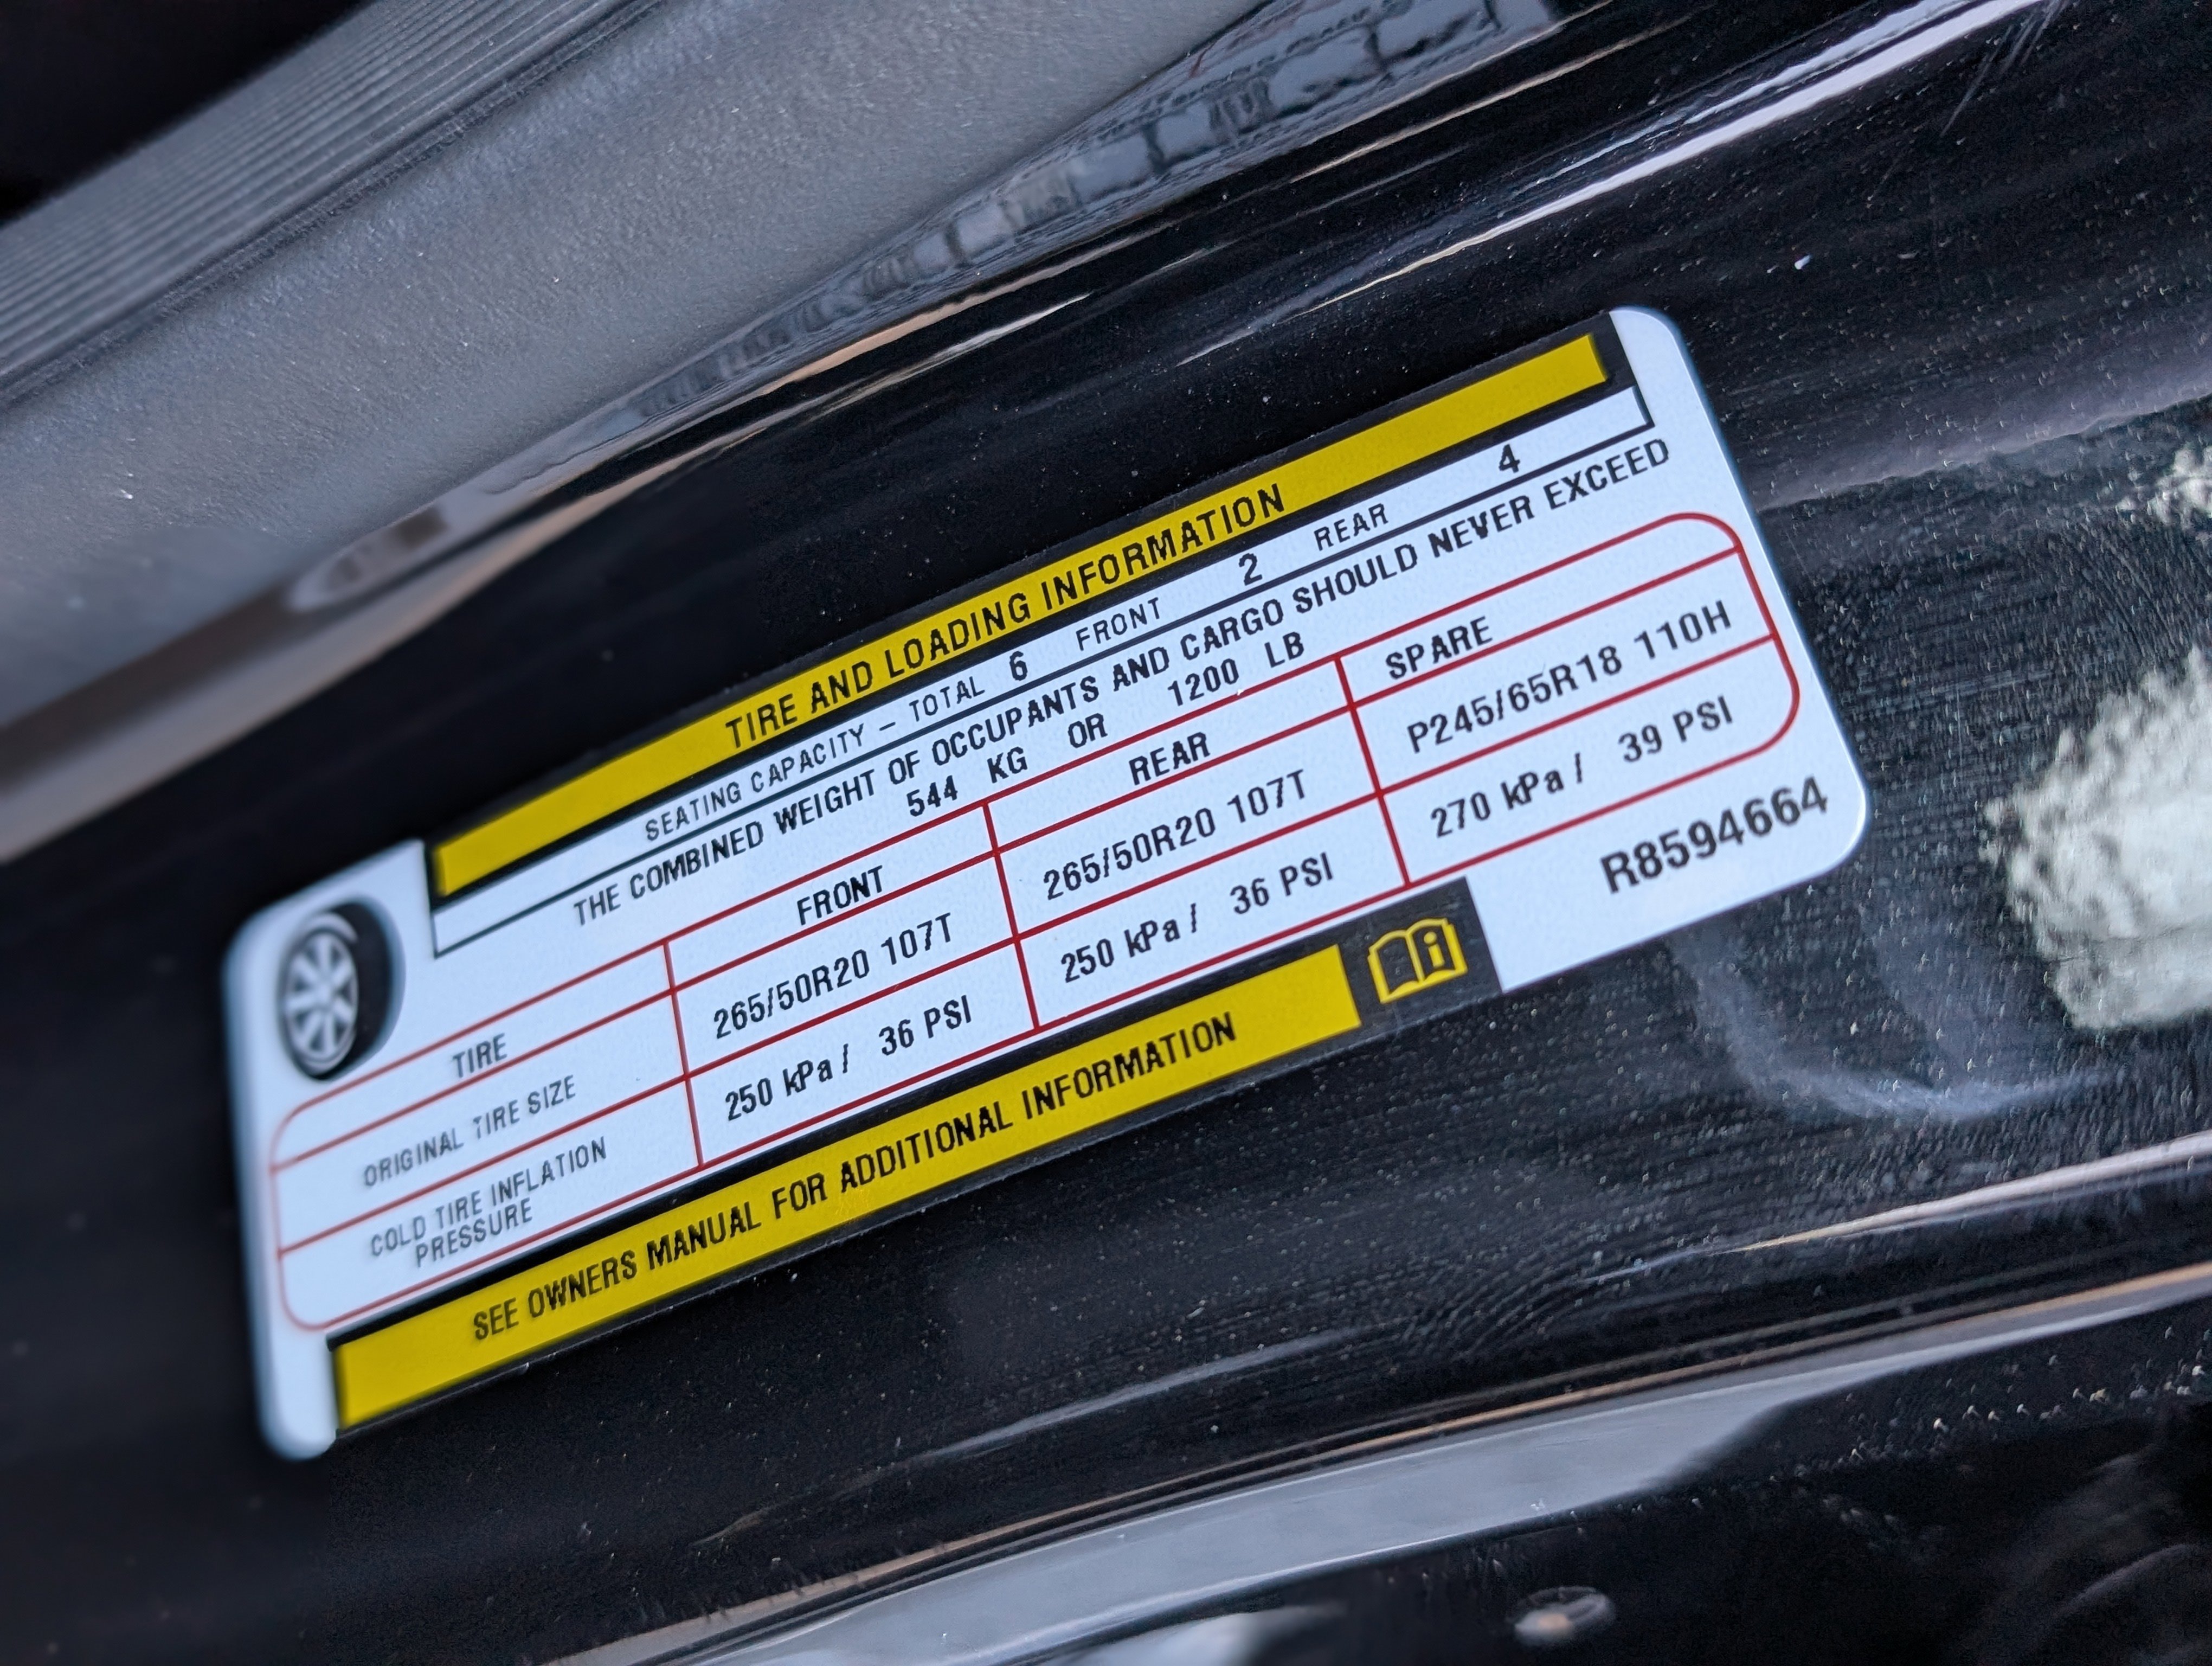 TIRE AND LOADING INFORMATION
SEATING CAPACITY – TOTAL 6 FRONT 2 REAR 4
THE COMBINED WEIGHT OF OCCUPANTS AND CARGO SHOULD NEVER EXCEED
544 KG OR 1200 LB
TIRE FRONT REAR SPARE
ORIGINAL TIRE SIZE 265/50R20 107T 265/50R20 107T P245/65R18 110H
COLD TIRE INFLATION
PRESSURE 250 kPa / 36 PSI 250 kPa / 36 PSI 270 kPa / 39 PSI
SEE OWNERS MANUAL FOR ADDITIONAL INFORMATION
R8594664